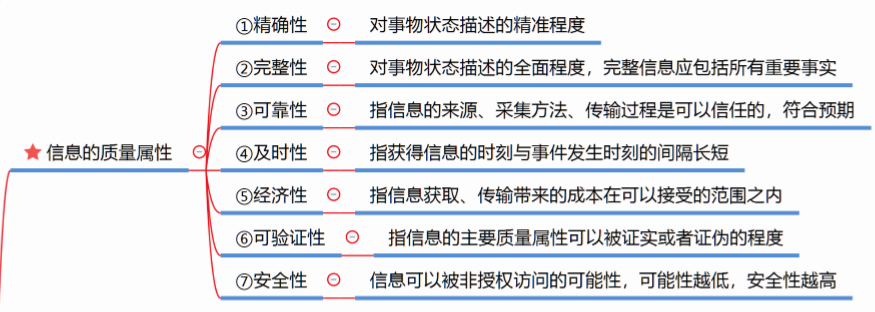 ①精确性 对事物状态描述的精准程度
②完整性 对事物状态描述的全面程度，完整信息应包括所有重要事实
③可靠性 指信息的来源、采集方法、传输过程是可以信任的，符合预期
信息的质量属性 ④及时性 指获得信息的时刻与事件发生时刻的间隔长短
⑤经济性 指信息获取、传输带来的成本在可以接受的范围之内
⑥可验证性 指信息的主要质量属性可以被证实或者证伪的程度
⑦安全性 信息可以被非授权访问的可能性，可能性越低，安全性越高